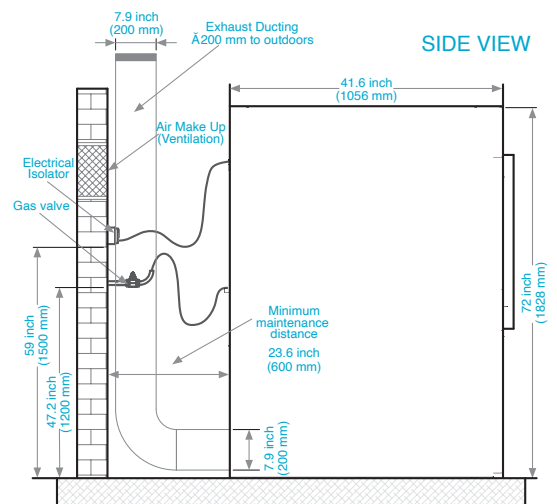 7.9 inch
(200 mm)
Exhaust Ducting
Ã200 mm to outdoors
SIDE VIEW
41.6 inch
(1056 mm)
Air Make Up
(Ventilation)
Electrical
Isolator
Gas valve
59 inch
(1500 mm)
47.2 inch
(1200 mm)
Minimum
maintenance
distance
23.6 inch
(600 mm)
7.9 inch
(200 mm)
72 inch
(1828 mm)